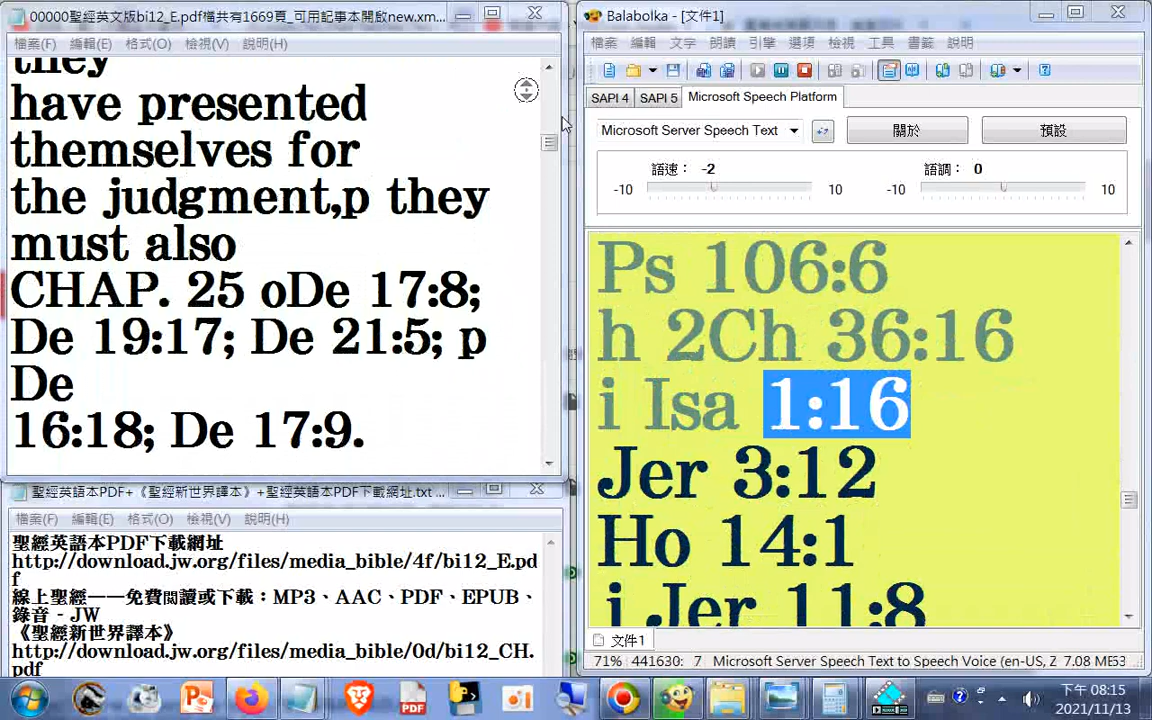 00000聖經英文版bi12_E.pdf檔共有1669頁_可用記事本開啟new.xm...
檔案(F) 編輯(E) 格式(O) 檢視(V) 說明(H)
they
have presented
themselves for
the judgment,p they
must also
CHAP. 25 oDe 17:8;
De 19:17; De 21:5; p
De
16:18; De 17:9.
聖經英語本PDF+《聖經新世界譯本》+聖經英語本PDF下載網址.txt ...
檔案(F) 編輯(E) 格式(O) 檢視(V) 說明(H)
聖經英語本PDF下載網址
http://download.jw.org/files/media_bible/4f/bi12_E.pd
f
線上聖經——免費閱讀或下載：MP3、AAC、PDF、EPUB、
錄音 - JW
《聖經新世界譯本》
http://download.jw.org/files/media_bible/0d/bi12_CH.
pdf
Balabolka - [文件1]
檔案 編輯 文字 朗讀 引擎 選項 檢視 工具 書籤 說明
SAPI 4 SAPI 5 Microsoft Speech Platform
Microsoft Server Speech Text 關於 預設
語速： -2 語調： 0
-10 10 -10 10
Ps 106:6
h 2Ch 36:16
i Isa 1:16
Jer 3:12
Ho 14:1
i Jer 11:8
文件1
71% 441630: 7 Microsoft Server Speech Text to Speech Voice (en-US, Z 7.08 ME53
下午 08:15
2021/11/13